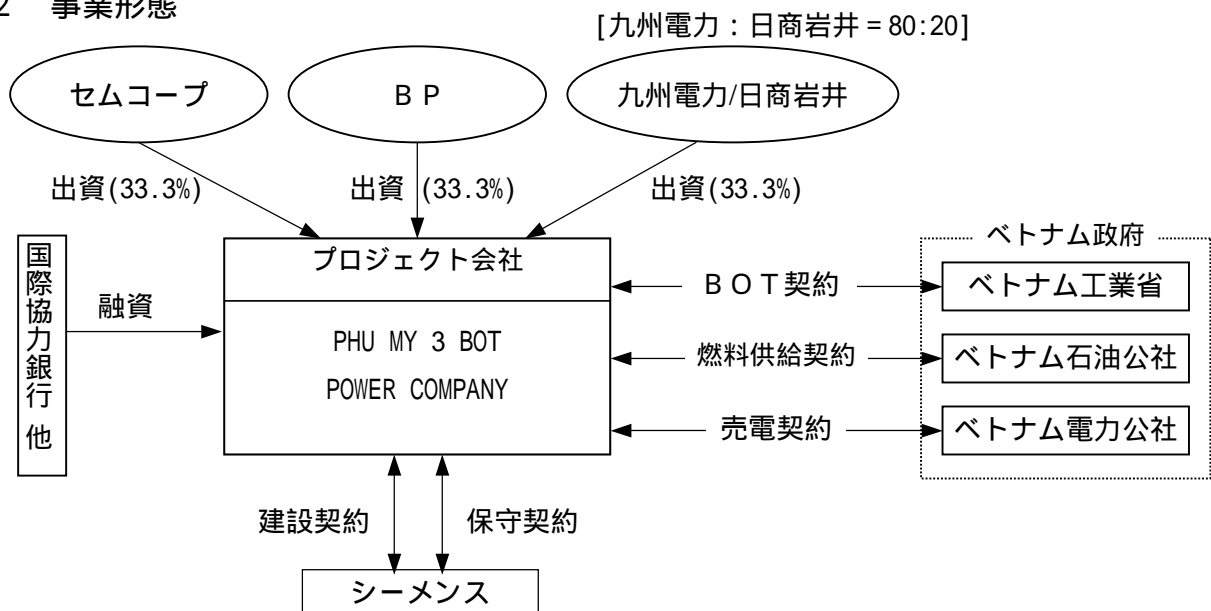 2 事業形態
[九州電力：日商岩井＝80:20]
セムコープ
ＢＰ
九州電力/日商岩井
出資(33.3%)
出資 (33.3%)
出資(33.3%)
国際協力銀行 他
融資
プロジェクト会社
PHU MY 3 BOT
POWER COMPANY
ベトナム政府
ＢＯＴ契約
ベトナム工業省
燃料供給契約
ベトナム石油公社
売電契約
ベトナム電力公社
建設契約
保守契約
シーメンス